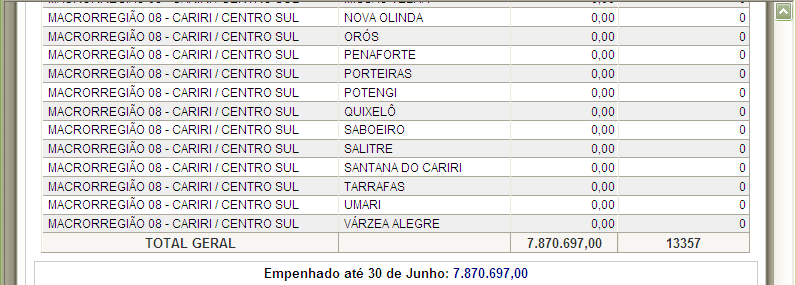 MACRORREGIÃO 08 - CARIRI / CENTRO SUL NOVA OLINDA 0,00 0
MACRORREGIÃO 08 - CARIRI / CENTRO SUL ORÓS 0,00 0
MACRORREGIÃO 08 - CARIRI / CENTRO SUL PENAFORTE 0,00 0
MACRORREGIÃO 08 - CARIRI / CENTRO SUL PORTEIRAS 0,00 0
MACRORREGIÃO 08 - CARIRI / CENTRO SUL POTENGI 0,00 0
MACRORREGIÃO 08 - CARIRI / CENTRO SUL QUIXELÔ 0,00 0
MACRORREGIÃO 08 - CARIRI / CENTRO SUL SABOEIRO 0,00 0
MACRORREGIÃO 08 - CARIRI / CENTRO SUL SALITRE 0,00 0
MACRORREGIÃO 08 - CARIRI / CENTRO SUL SANTANA DO CARIRI 0,00 0
MACRORREGIÃO 08 - CARIRI / CENTRO SUL TARRAFAS 0,00 0
MACRORREGIÃO 08 - CARIRI / CENTRO SUL UMARI 0,00 0
MACRORREGIÃO 08 - CARIRI / CENTRO SUL VÁRZEA ALEGRE 0,00 0
TOTAL GERAL 7.870.697,00 13357
Empenhado até 30 de Junho: 7.870.697,00